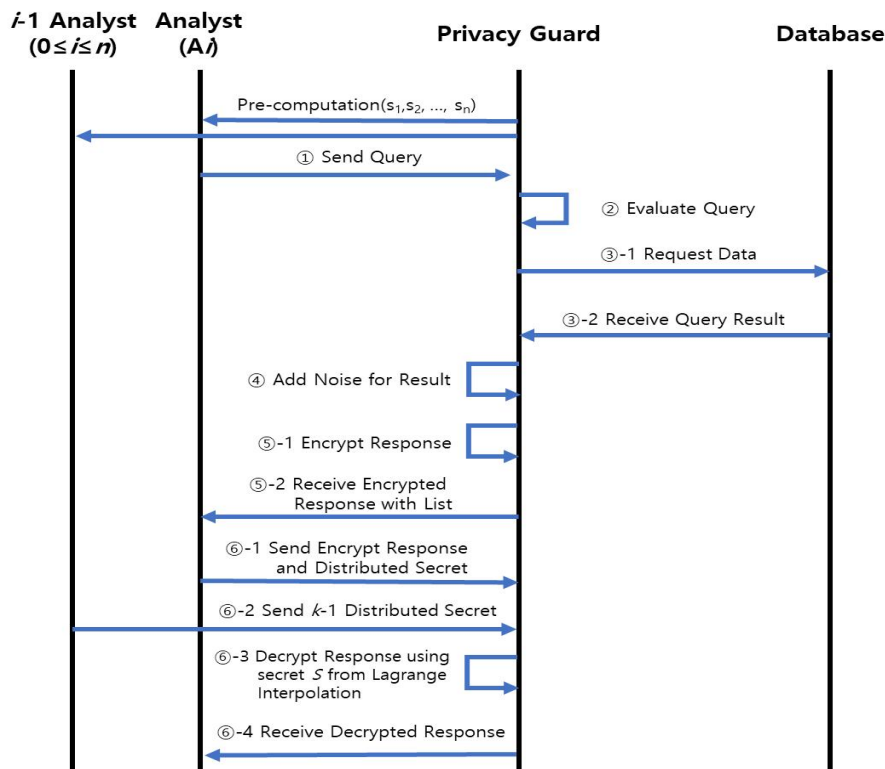 i-1 Analyst
(0≤i≤n)
Analyst
(Ai)
Privacy Guard
Database
Pre-computation(s1,s2, ..., sn)
① Send Query
② Evaluate Query
③-1 Request Data
③-2 Receive Query Result
④ Add Noise for Result
⑤-1 Encrypt Response
⑤-2 Receive Encrypted
Response with List
⑥-1 Send Encrypt Response
and Distributed Secret
⑥-2 Send k-1 Distributed Secret
⑥-3 Decrypt Response using
secret S from Lagrange
Interpolation
⑥-4 Receive Decrypted Response